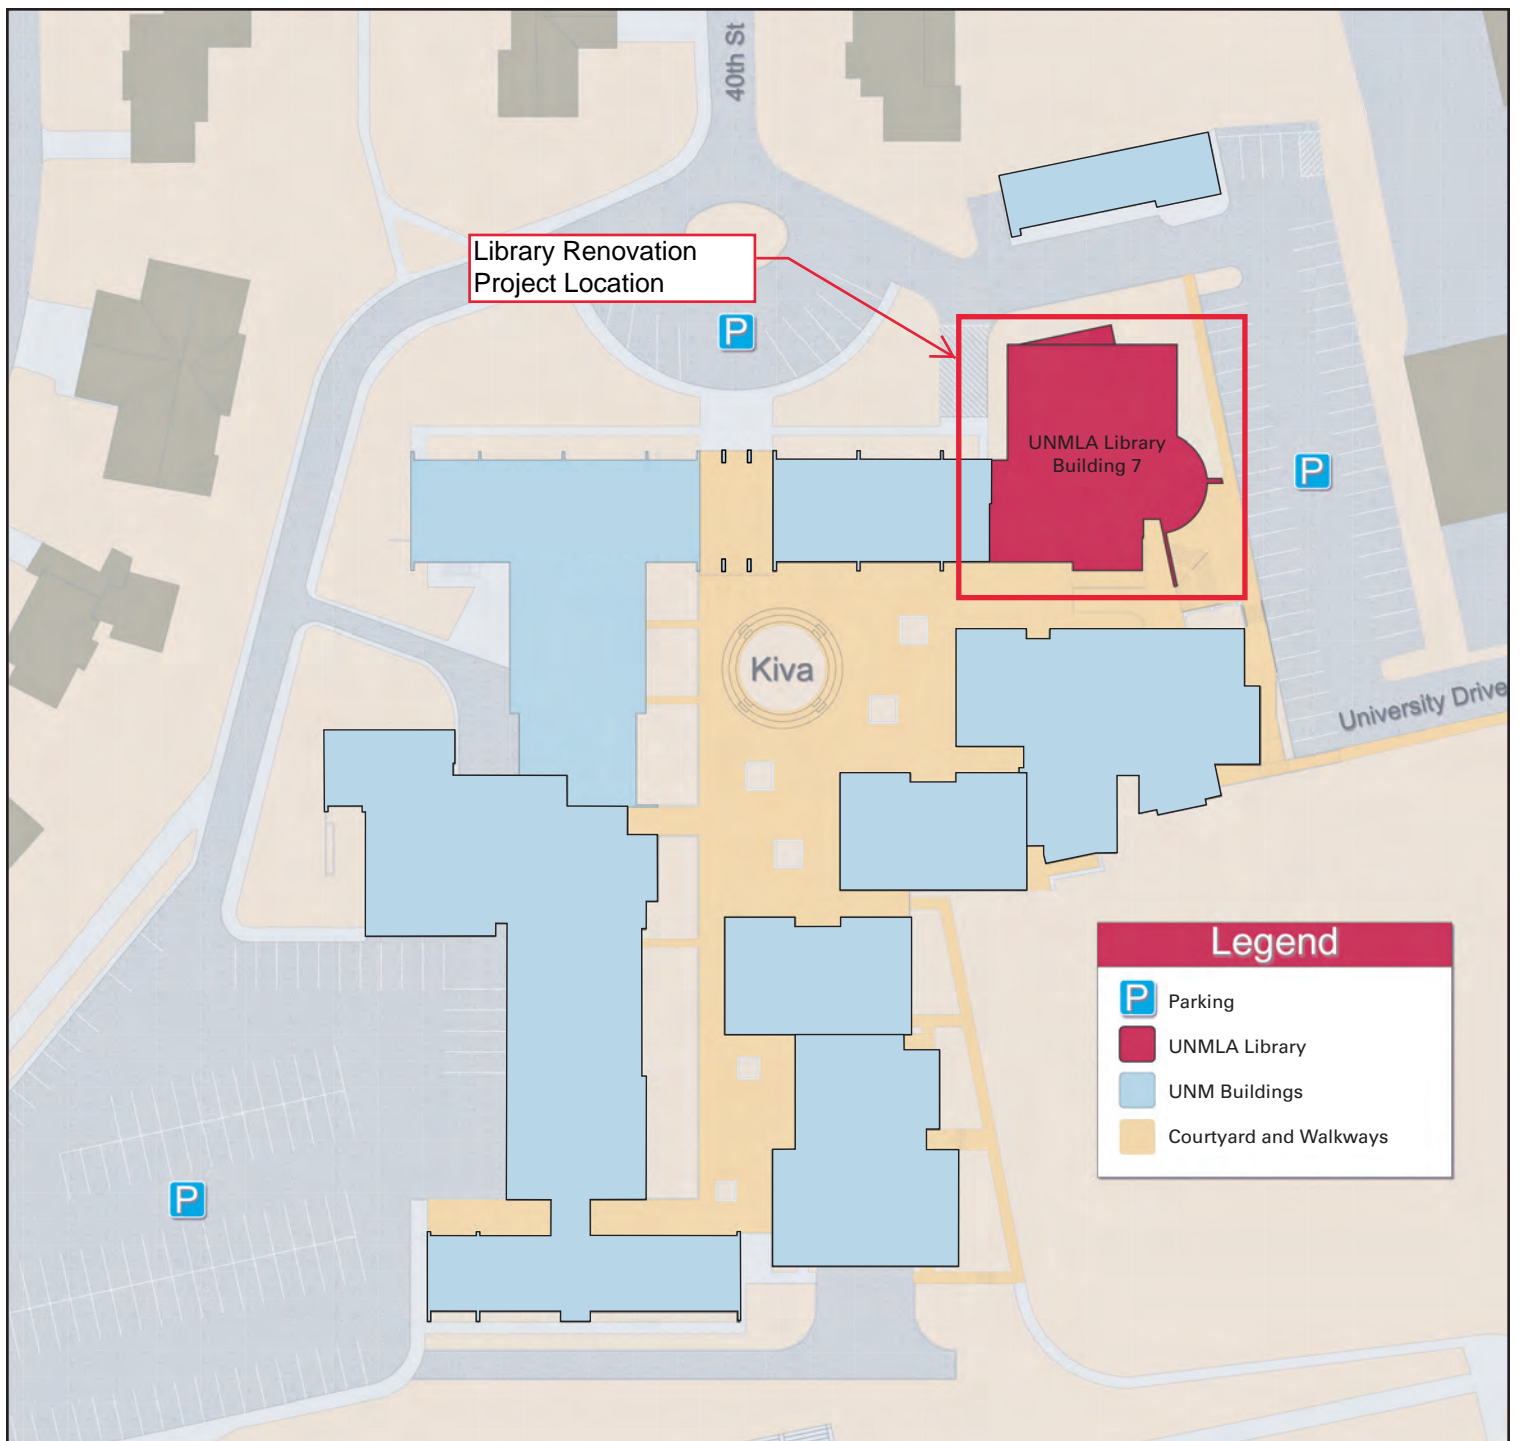 40th St
Library Renovation
Project Location
P
UNMLA Library
Building 7
P
Kiva
University Drive
Legend
P Parking
UNMLA Library
UNM Buildings
Courtyard and Walkways
P